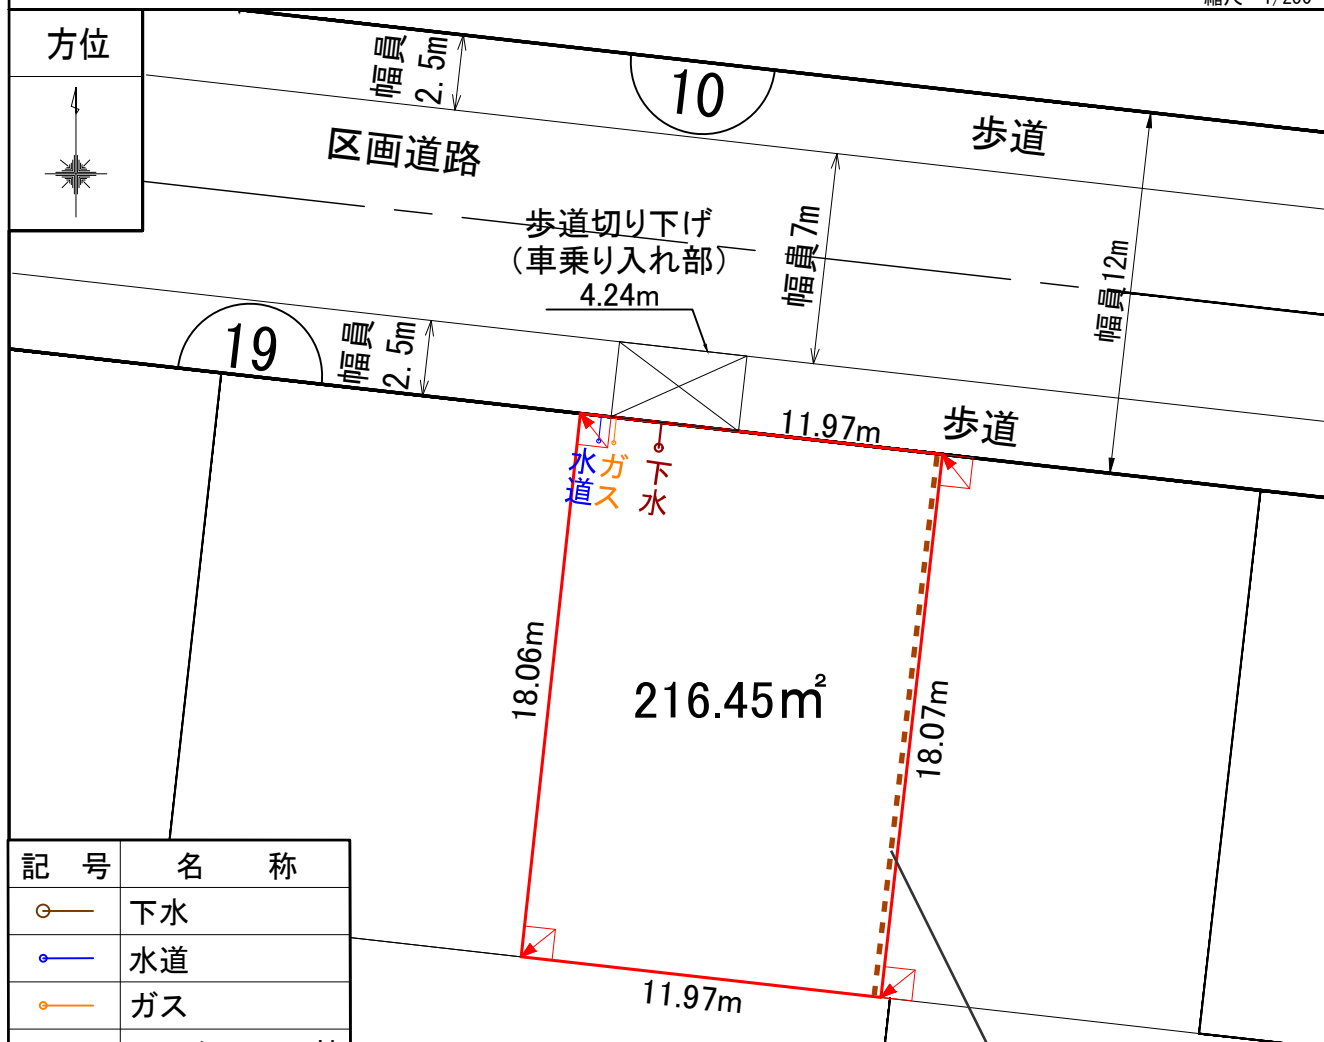 方位
幅員
2.5m
10
歩道
区画道路
歩道切り下げ
（車乗り入れ部）
4.24m
幅員7m
幅員12m
19
幅員
2.5m
11.97m
歩道
水道
ガス
下水
18.06m
216.45㎡
18.07m
11.97m
記号 名称
下水
水道
ガス